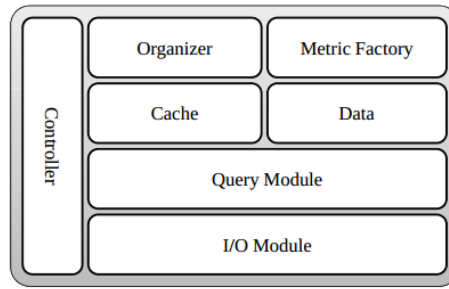 Controller
Organizer
Metric Factory
Cache
Data
Query Module
I/O Module